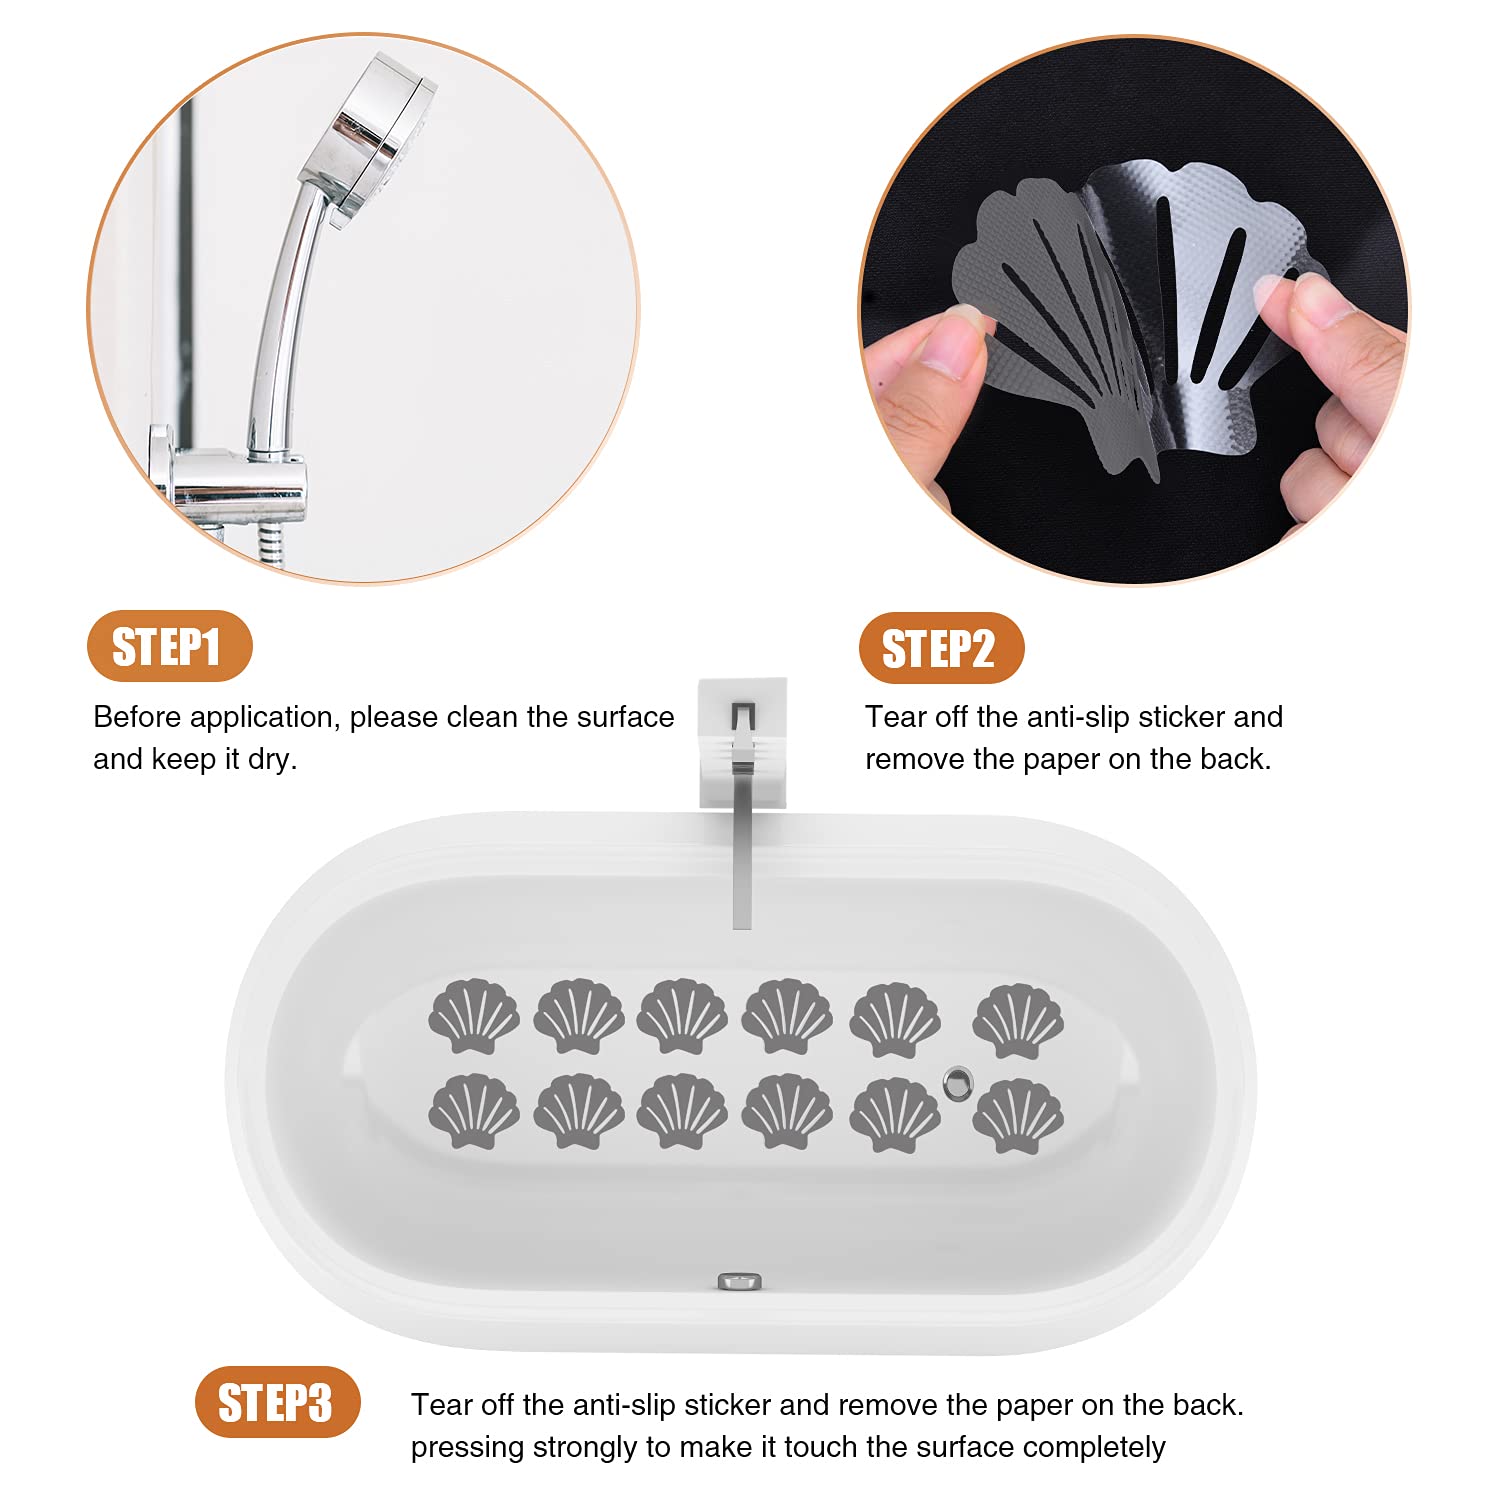 STEP1
Before application, please clean the surface
and keep it dry.
STEP2
Tear off the anti-slip sticker and
remove the paper on the back.
STEP3
Tear off the anti-slip sticker and remove the paper on the back.
pressing strongly to make it touch the surface completely